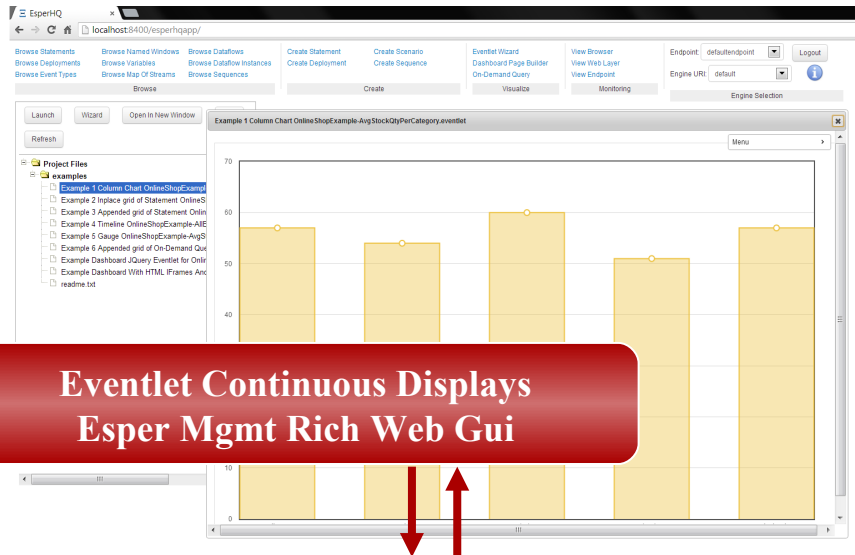 EsperHQ
localhost:8400/esperhqapp/
Browse Statements Browse Named Windows Browse Dataflows Create Statement Create Scenario Eventlet Wizard View Browser Endpoint: defaultendpoint Logout
Browse Deployments Browse Variables Browse Dataflow Instances Create Deployment Create Sequence Dashboard Page Builder View Web Layer
Browse Event Types Browse Map Of Streams Browse Sequences On-Demand Query View Endpoint Engine URI: default
Browse Create Visualize Monitoring Engine Selection
Launch Wizard Open In New Window
Refresh
Project Files
examples
Example 1 Column Chart OnlineShopExampl
Example 2 Inplace grid of Statement OnlineS
Example 3 Appended grid of Statement Onlin
Example 4 Timeline OnlineShopExample-AllE
Example 5 Gauge OnlineShopExample-AvgS
Example 6 Appended grid of On-Demand Que
Example Dashboard JQuery Eventlet for Onlin
Example Dashboard With HTML IFrames And
readme.txt
Example 1 Column Chart OnlineShopExample-AvgStockQtyPerCategory.eventlet
Menu
70
60
50
40
Eventlet Continuous Displays
Esper Mgmt Rich Web Gui
10
0